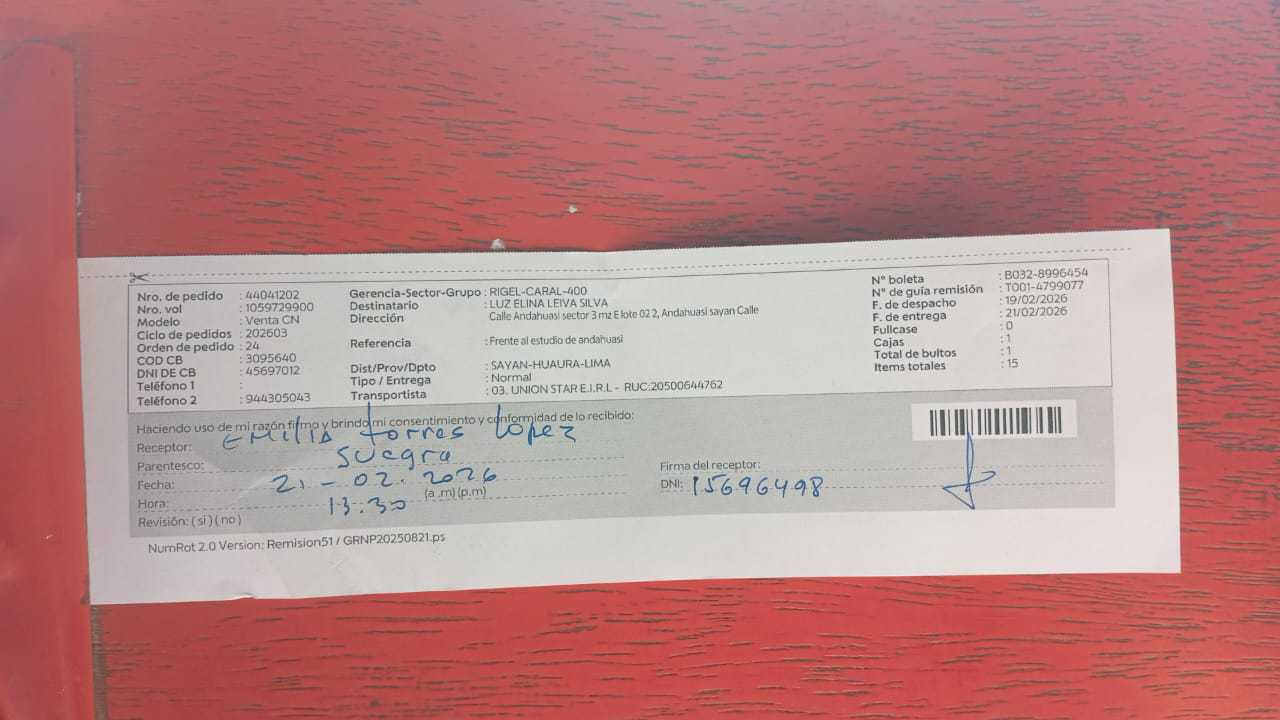 Nro. de pedido : 44041202
Nro. vol : 1059729900
Modelo : Venta CN
Ciclo de pedidos : 202603
Orden de pedido : 24
COD CB : 3095640
DNI DE CB : 45697012
Teléfono 1 :
Teléfono 2 : 944305043
Gerencia-Sector-Grupo : RIGEL-CARAL-400
Destinatario : LUZ ELINA LEIVA SILVA
Dirección Calle Andahuasi sector 3 mz E lote 02 2, Andahuasi sayan Calle
Referencia : Frente al estudio de andahuasi
Dist/Prov/Dpto : SAYAN-HUAURA-LIMA
Tipo / Entrega : Normal
Transportista : 03. UNION STAR E.I.R.L - RUC:20500644762
N° boleta : B032-8996454
N° de guía remisión : T001-4799077
F. de despacho : 19/02/2026
F. de entrega : 21/02/2026
Fullcase : 0
Cajas : 1
Total de bultos : 1
Items totales : 15
Haciendo uso de mi razón firmo y brindo mi consentimiento y conformidad de lo recibido:
Receptor: EMILIA torres lopez
Parentesco: suegra
Fecha: 21-02.2026
Hora: 13.30 (a .m) (p.m)
Revisión: ( si ) ( no )
Firma del receptor:
DNI: 15696498
NumRot 2.0 Version: Remision51 / GRNP20250821.ps